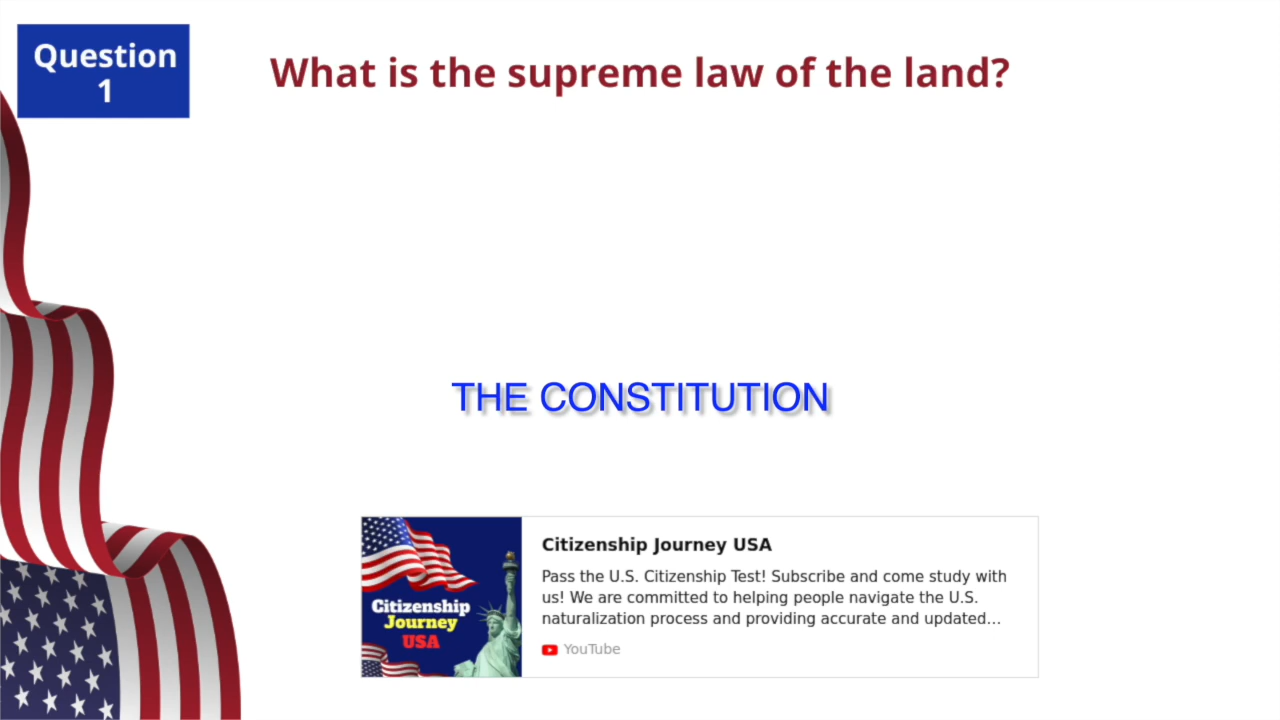 Question
1
What is the supreme law of the land?
THE CONSTITUTION
Citizenship
Journey
USA
Citizenship Journey USA
Pass the U.S. Citizenship Test! Subscribe and come study with
us! We are committed to helping people navigate the U.S.
naturalization process and providing accurate and updated...
YouTube